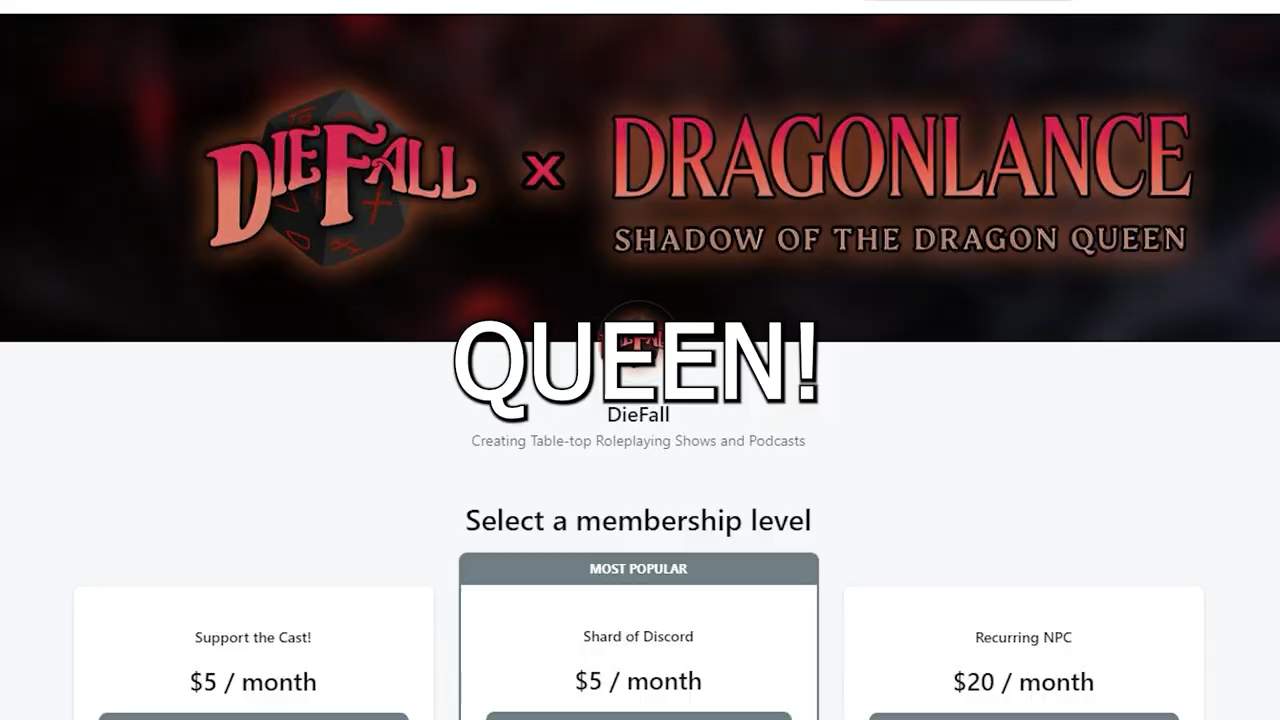 DIEFALL x DRAGONLANCE
SHADOW OF THE DRAGON QUEEN
QUEEN!
DieFall
Creating Table-top Roleplaying Shows and Podcasts
Select a membership level
MOST POPULAR
Support the Cast!
$5 / month
Shard of Discord
$5 / month
Recurring NPC
$20 / month